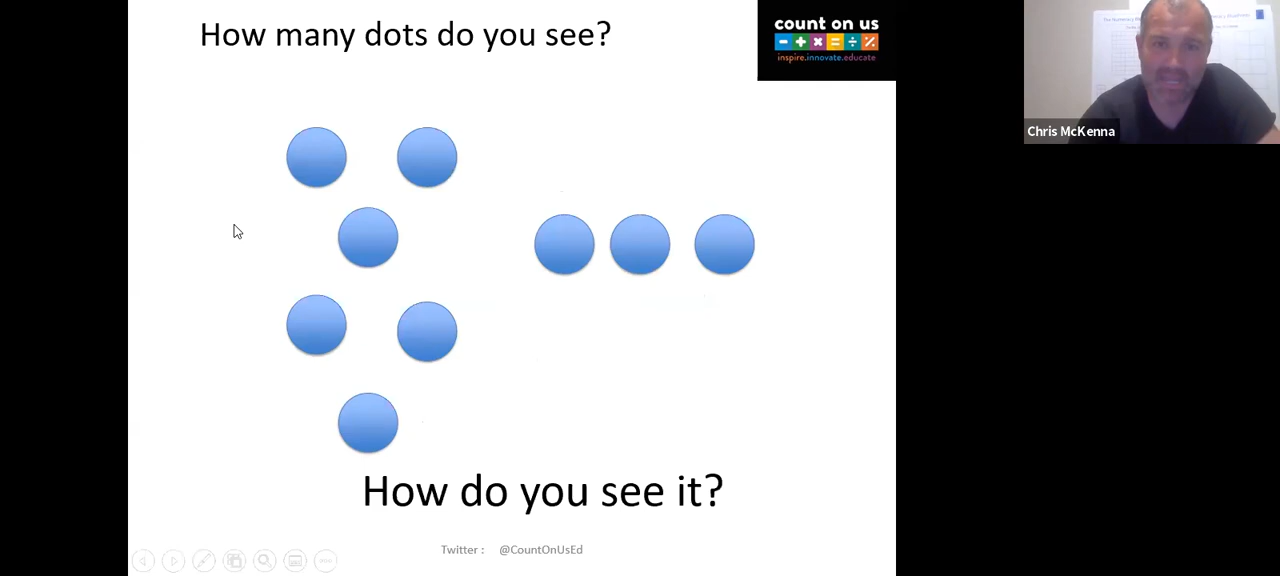 How many dots do you see?
count on us
inspire.innovate.educate
Chris McKenna
How do you see it?
Twitter : @CountOnUsEd